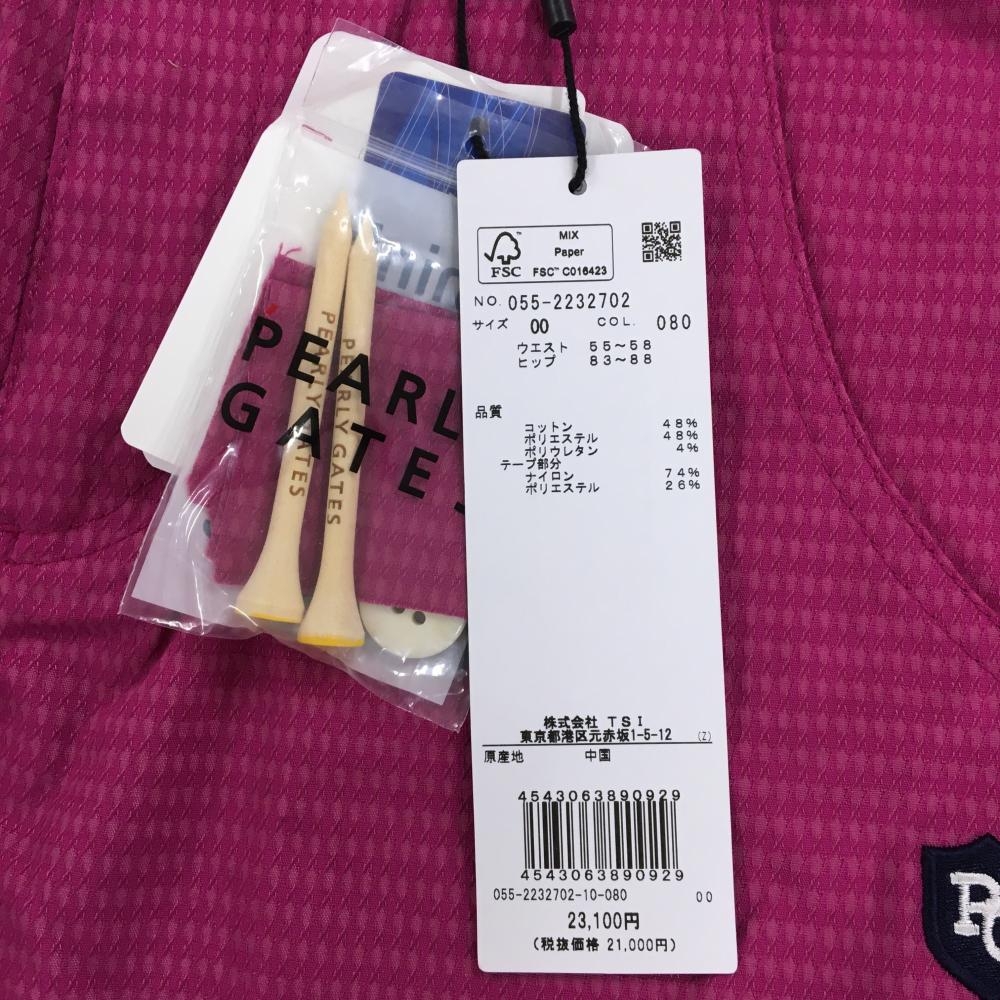 MIX
Paper
FSC™ C016423
FSC
NO. 055-2232702
サイズ 00 COL. 080
ウエスト 55～58
ヒップ 83～88
品質
コットン 48%
ポリエステル 48%
ポリウレタン 4%
テープ部分
ナイロン 74%
ポリエステル 26%
株式会社 TSI
東京都港区元赤坂1-5-12 (Z)
原産地 中国
4543063890929
4543063890929
055-2232702-10-080 00
23,100円
(税抜価格 21,000円)
PEARL
GATE
PEARLY GATES
PEARLY GATES